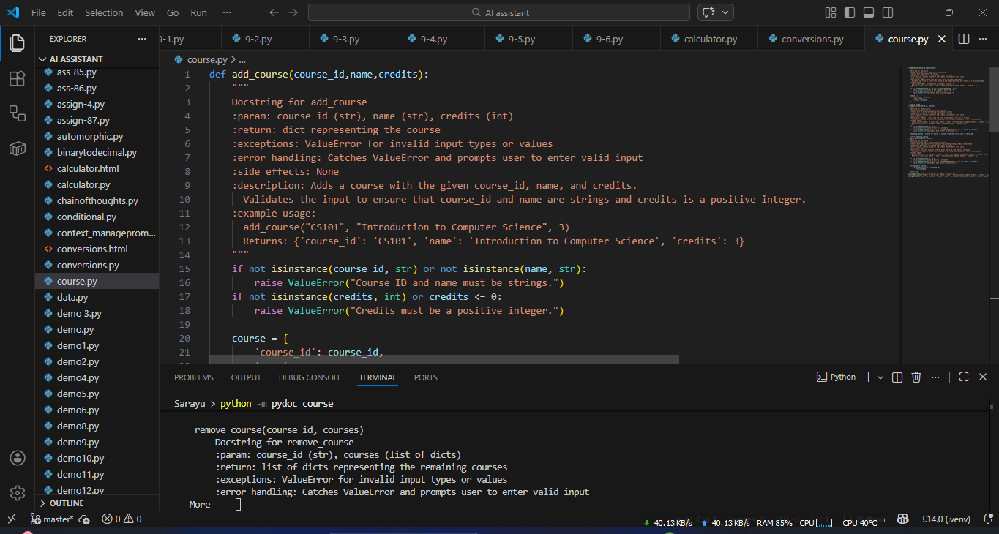 File Edit Selection View Go Run ··· AI assistant
EXPLORER ···
9-1.py 9-2.py 9-3.py 9-4.py 9-5.py 9-6.py calculator.py conversions.py course.py
AI ASSISTANT
ass-85.py
ass-86.py
assign-4.py
assign-87.py
automorphic.py
binarytodecimal.py
<> calculator.html
calculator.py
chainofthoughts.py
conditional.py
context_manageprom...
<> conversions.html
conversions.py
course.py
data.py
demo 3.py
demo.py
demo1.py
demo2.py
demo4.py
demo5.py
demo6.py
demo8.py
demo9.py
demo10.py
demo11.py
demo12.py
OUTLINE
course.py > ...
1 def add_course(course_id,name,credits):
2 """
3 Docstring for add_course
4 :param: course_id (str), name (str), credits (int)
5 :return: dict representing the course
6 :exceptions: ValueError for invalid input types or values
7 :error handling: Catches ValueError and prompts user to enter valid input
8 :side effects: None
9 :description: Adds a course with the given course_id, name, and credits.
10 Validates the input to ensure that course_id and name are strings and credits is a positive integer.
11 :example usage:
12 add_course("CS101", "Introduction to Computer Science", 3)
13 Returns: {'course_id': 'CS101', 'name': 'Introduction to Computer Science', 'credits': 3}
14 """
15 if not isinstance(course_id, str) or not isinstance(name, str):
16 raise ValueError("Course ID and name must be strings.")
17 if not isinstance(credits, int) or credits <= 0:
18 raise ValueError("Credits must be a positive integer.")
19
20 course = {
21 'course_id': course_id,
PROBLEMS OUTPUT DEBUG CONSOLE TERMINAL PORTS Python
Sarayu > python -m pydoc course
remove_course(course_id, courses)
Docstring for remove_course
:param: course_id (str), courses (list of dicts)
:return: list of dicts representing the remaining courses
:exceptions: ValueError for invalid input types or values
:error handling: Catches ValueError and prompts user to enter valid input
-- More --
master* 0 0 40.13 KB/s 40.13 KB/s RAM 85% CPU CPU 40°C 3.14.0 (.venv)